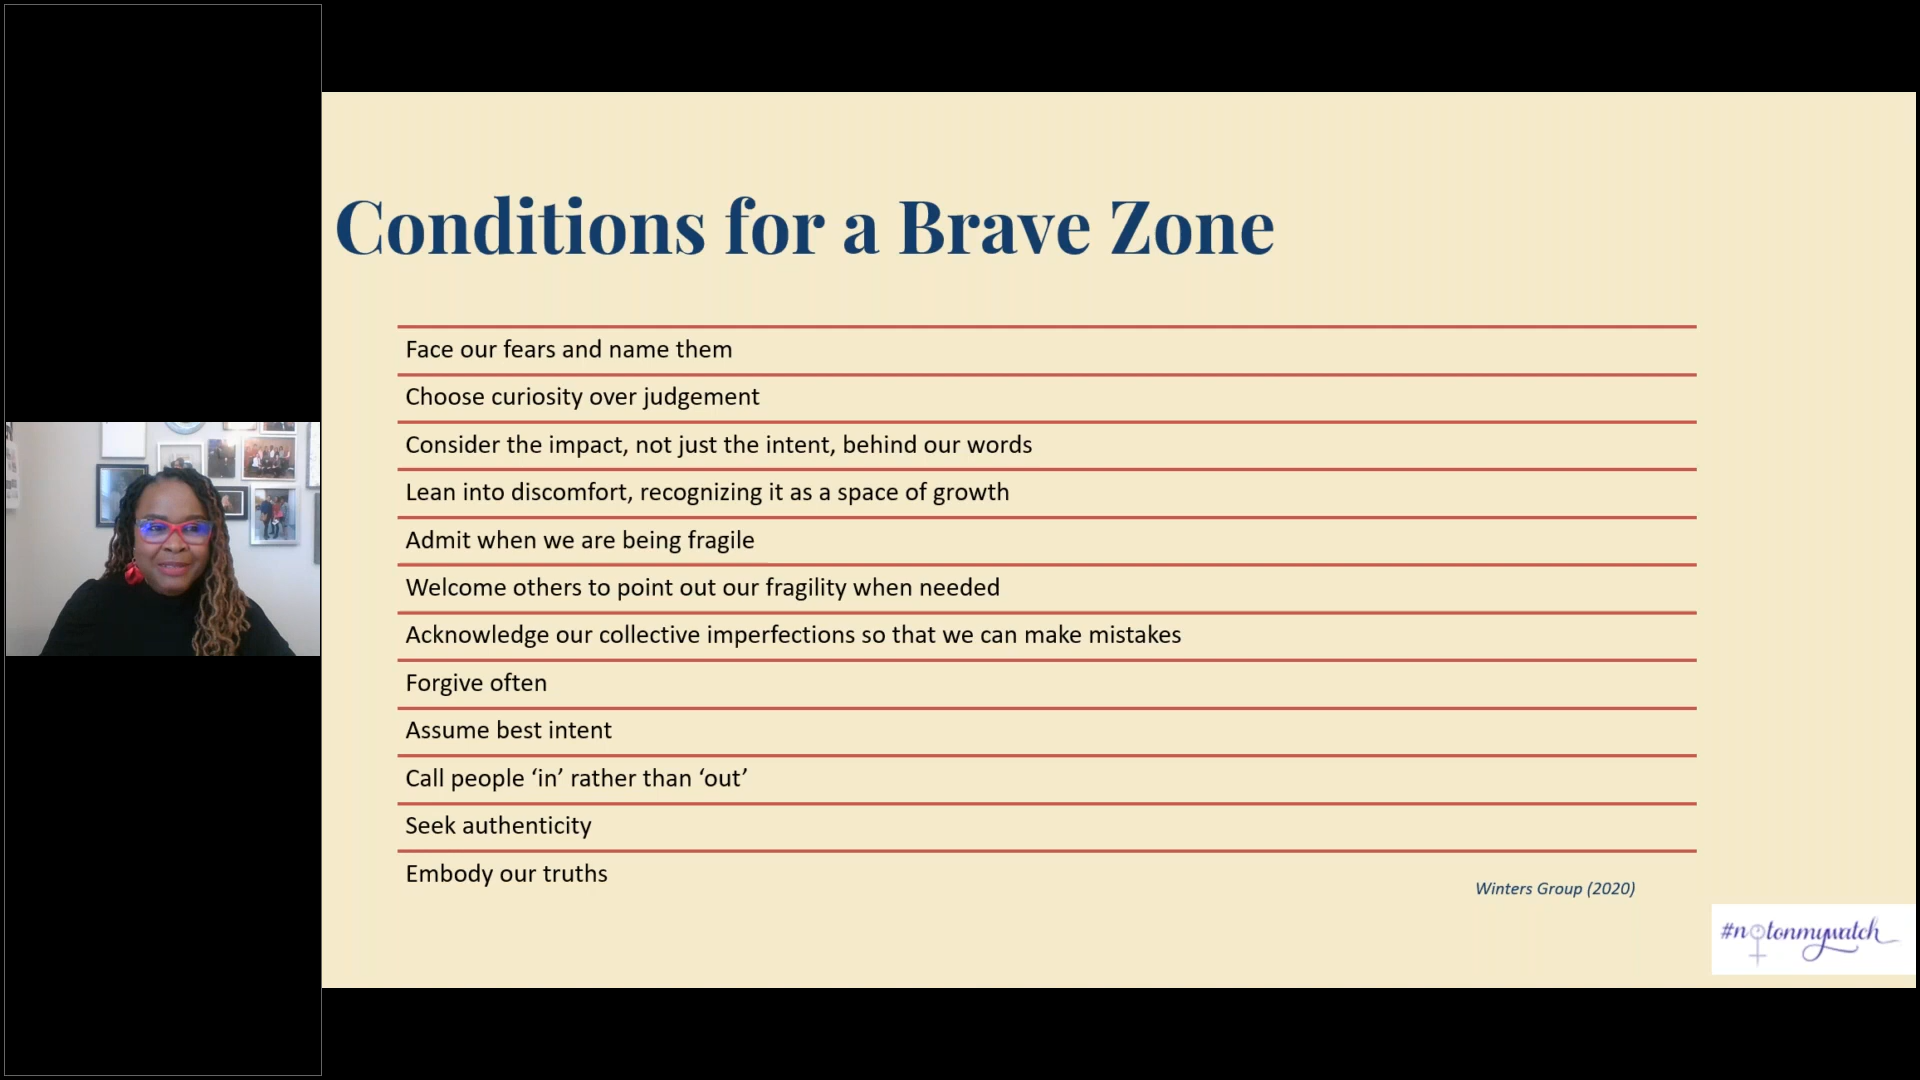 Conditions for a Brave Zone
Face our fears and name them
Choose curiosity over judgement
Consider the impact, not just the intent, behind our words
Lean into discomfort, recognizing it as a space of growth
Admit when we are being fragile
Welcome others to point out our fragility when needed
Acknowledge our collective imperfections so that we can make mistakes
Forgive often
Assume best intent
Call people ‘in’ rather than ‘out’
Seek authenticity
Embody our truths
Winters Group (2020)
#notonmywatch